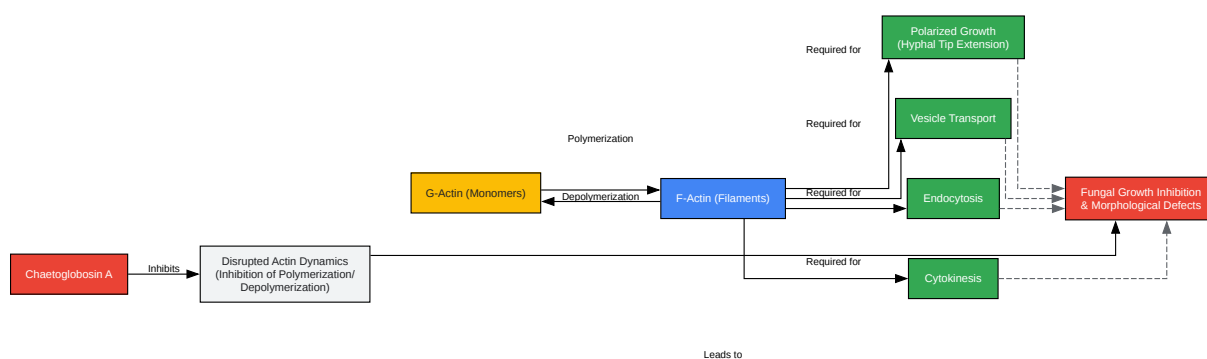 Polarized Growth
(Hyphal Tip Extension)
Required for
Vesicle Transport
Required for
Polymerization
G-Actin (Monomers)
Depolymerization
F-Actin (Filaments)
Required for
Endocytosis
Fungal Growth Inhibition
& Morphological Defects
Chaetoglobosin A
Inhibits
Disrupted Actin Dynamics
(Inhibition of Polymerization/
Depolymerization)
Required for
Cytokinesis
Leads to